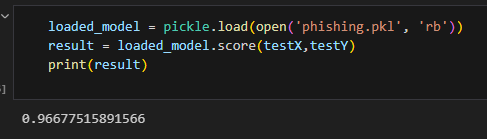 loaded_model = pickle.load(open('phishing.pkl', 'rb'))
result = loaded_model.score(testX,testY)
print(result)
]
0.96677515891566